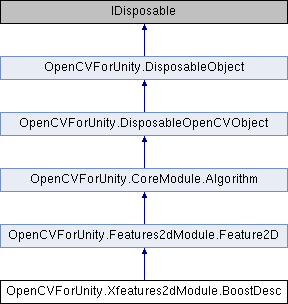 IDisposable
OpenCVForUnity.DisposableObject
OpenCVForUnity.DisposableOpenCVObject
OpenCVForUnity.CoreModule.Algorithm
OpenCVForUnity.Features2dModule.Feature2D
OpenCVForUnity.Xfeatures2dModule.BoostDesc